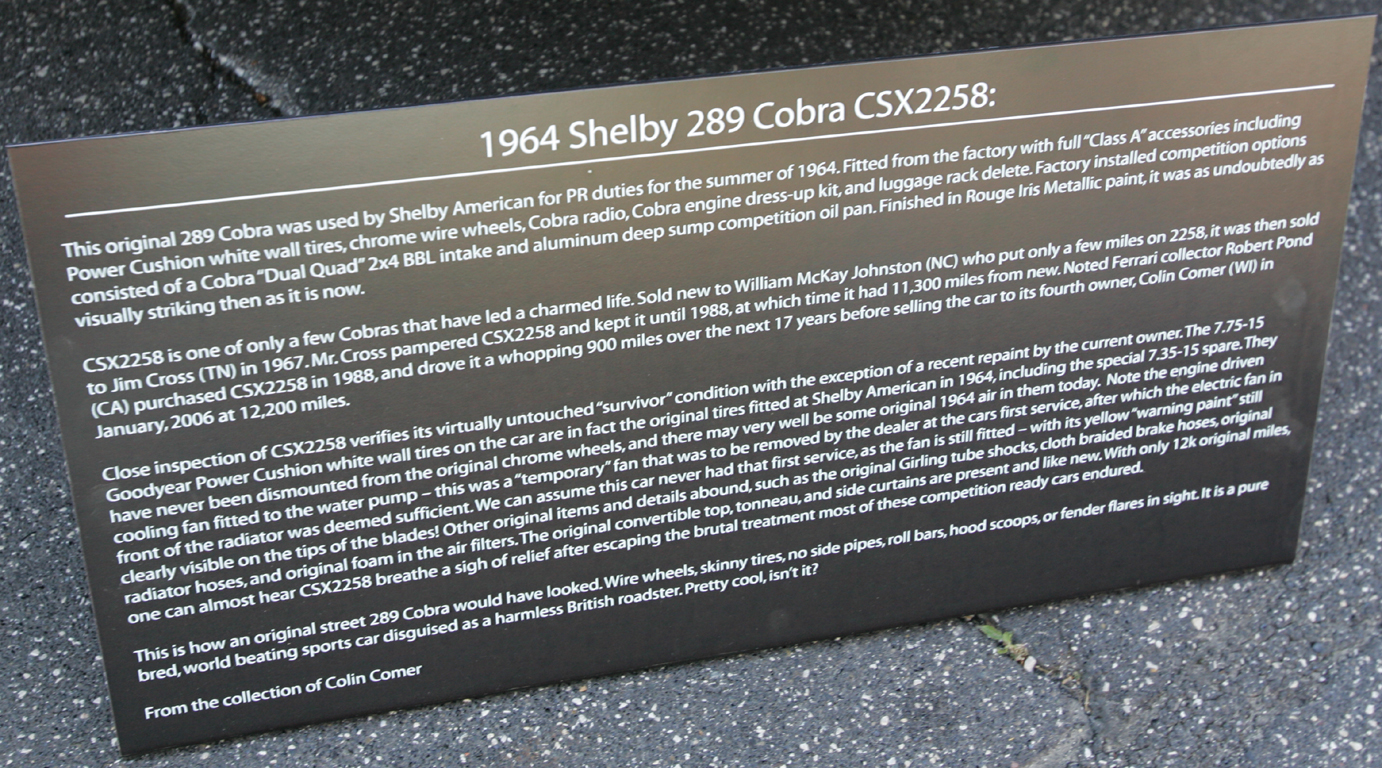 1964 Shelby 289 Cobra CSX2258:
This original 289 Cobra was used by Shelby American for PR duties for the summer of 1964. Fitted from the factory with full "Class A" accessories including
Power Cushion white wall tires, chrome wire wheels, Cobra radio, Cobra engine dress-up kit, and luggage rack delete. Factory installed competition options
consisted of a Cobra "Dual Quad" 2x4 BBL intake and aluminum deep sump competition oil pan. Finished in Rouge Iris Metallic paint, it was as undoubtedly as
visually striking then as it is now.
CSX2258 is one of only a few Cobras that have led a charmed life. Sold new to William McKay Johnston (NC) who put only a few miles on 2258, it was then sold
to Jim Cross (TN) in 1967. Mr. Cross pampered CSX2258 and kept it until 1988, at which time it had 11,300 miles from new. Noted Ferrari collector Robert Pond
(CA) purchased CSX2258 in 1988, and drove it a whopping 900 miles over the next 17 years before selling the car to its fourth owner, Colin Comer (WI) in
January, 2006 at 12,200 miles.
Close inspection of CSX2258 verifies its virtually untouched "survivor" condition with the exception of a recent repaint by the current owner. The 7.75-15
Goodyear Power Cushion white wall tires on the car are in fact the original tires fitted at Shelby American in 1964, including the special 7.35-15 spare. They
have never been dismounted from the original chrome wheels, and there may very well be some original 1964 air in them today. Note the engine driven
cooling fan fitted to the water pump – this was a "temporary" fan that was to be removed by the dealer at the cars first service, after which the electric fan in
front of the radiator was deemed sufficient. We can assume this car never had that first service, as the fan is still fitted – with its yellow "warning paint" still
clearly visible on the tips of the blades! Other original items and details abound, such as the original Girling tube shocks, cloth braided brake hoses, original
radiator hoses, and original foam in the air filters. The original convertible top, tonneau, and side curtains are present and like new. With only 12k original miles,
one can almost hear CSX2258 breathe a sigh of relief after escaping the brutal treatment most of these competition ready cars endured.
This is how an original street 289 Cobra would have looked. Wire wheels, skinny tires, no side pipes, roll bars, hood scoops, or fender flares in sight. It is a pure
bred, world beating sports car disguised as a harmless British roadster. Pretty cool, isn't it?
From the collection of Colin Comer